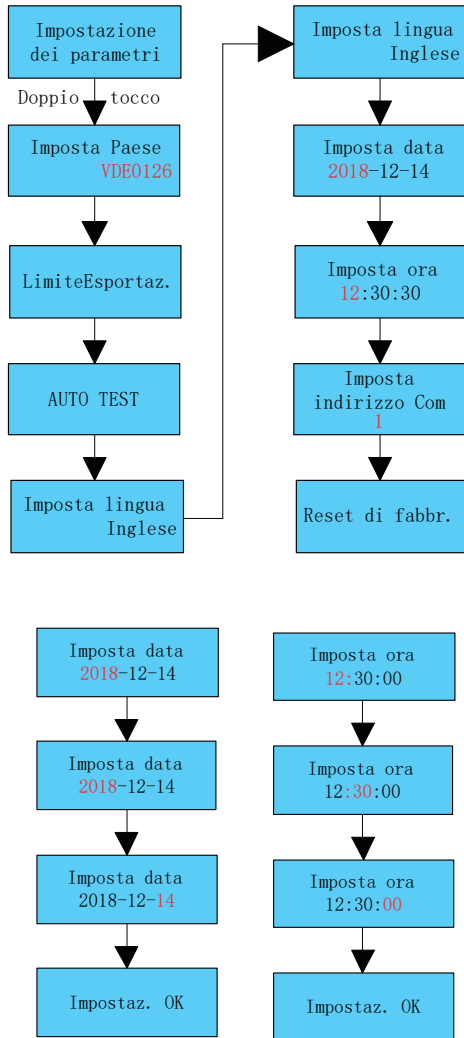 Impostazione
dei parametri
Doppio tocco
Imposta Paese
VDE0126
LimiteEsportaz.
AUTO TEST
Imposta lingua
Inglese
Imposta lingua
Inglese
Imposta data
2018-12-14
Imposta ora
12:30:30
Imposta
indirizzo Com
1
Reset di fabbr.
Imposta data
2018-12-14
Imposta data
2018-12-14
Imposta data
2018-12-14
Impostaz. OK
Imposta ora
12:30:00
Imposta ora
12:30:00
Imposta ora
12:30:00
Impostaz. OK